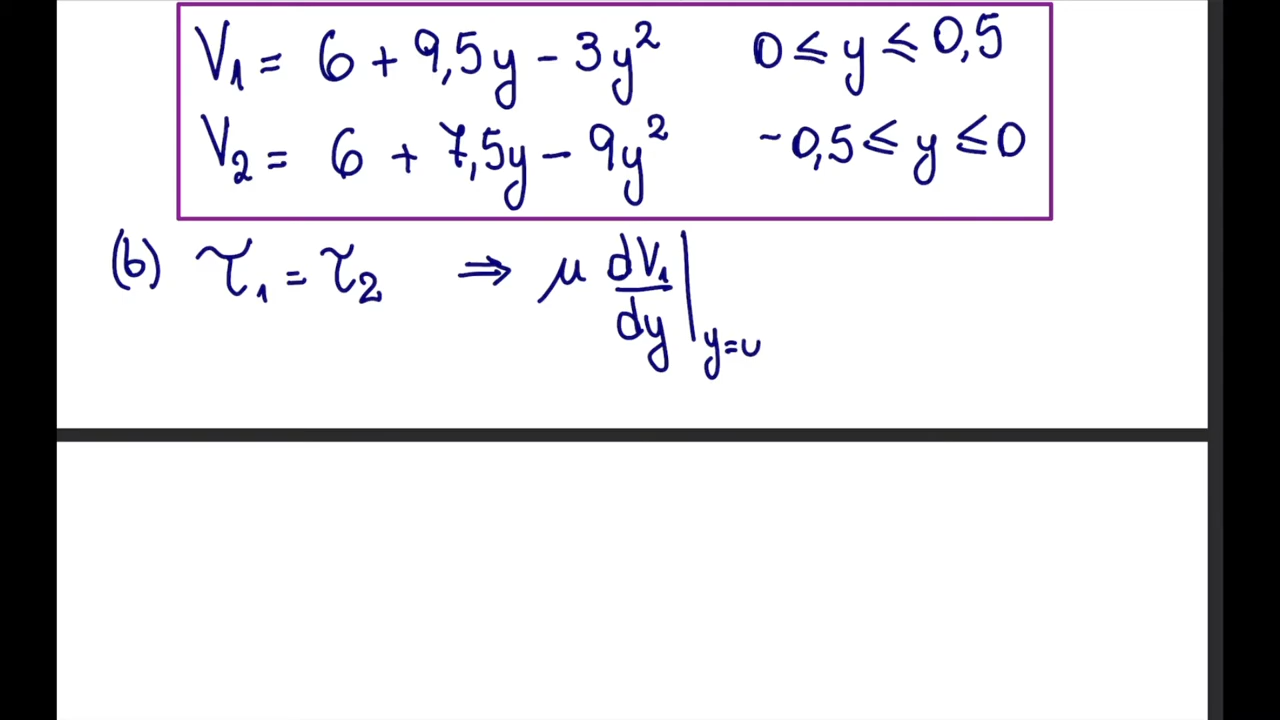 V₁ = 6 + 9,5y - 3y² 0 ≤ y ≤ 0,5
V₂ = 6 + 7,5y - 9y² -0,5 ≤ y ≤ 0
(b) τ₁ = τ₂ ⇒ μ dV₁/dy |y=0